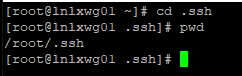 [root@lnlxwg01 ~]# cd .ssh
[root@lnlxwg01 .ssh]# pwd
/root/.ssh
[root@lnlxwg01 .ssh]#